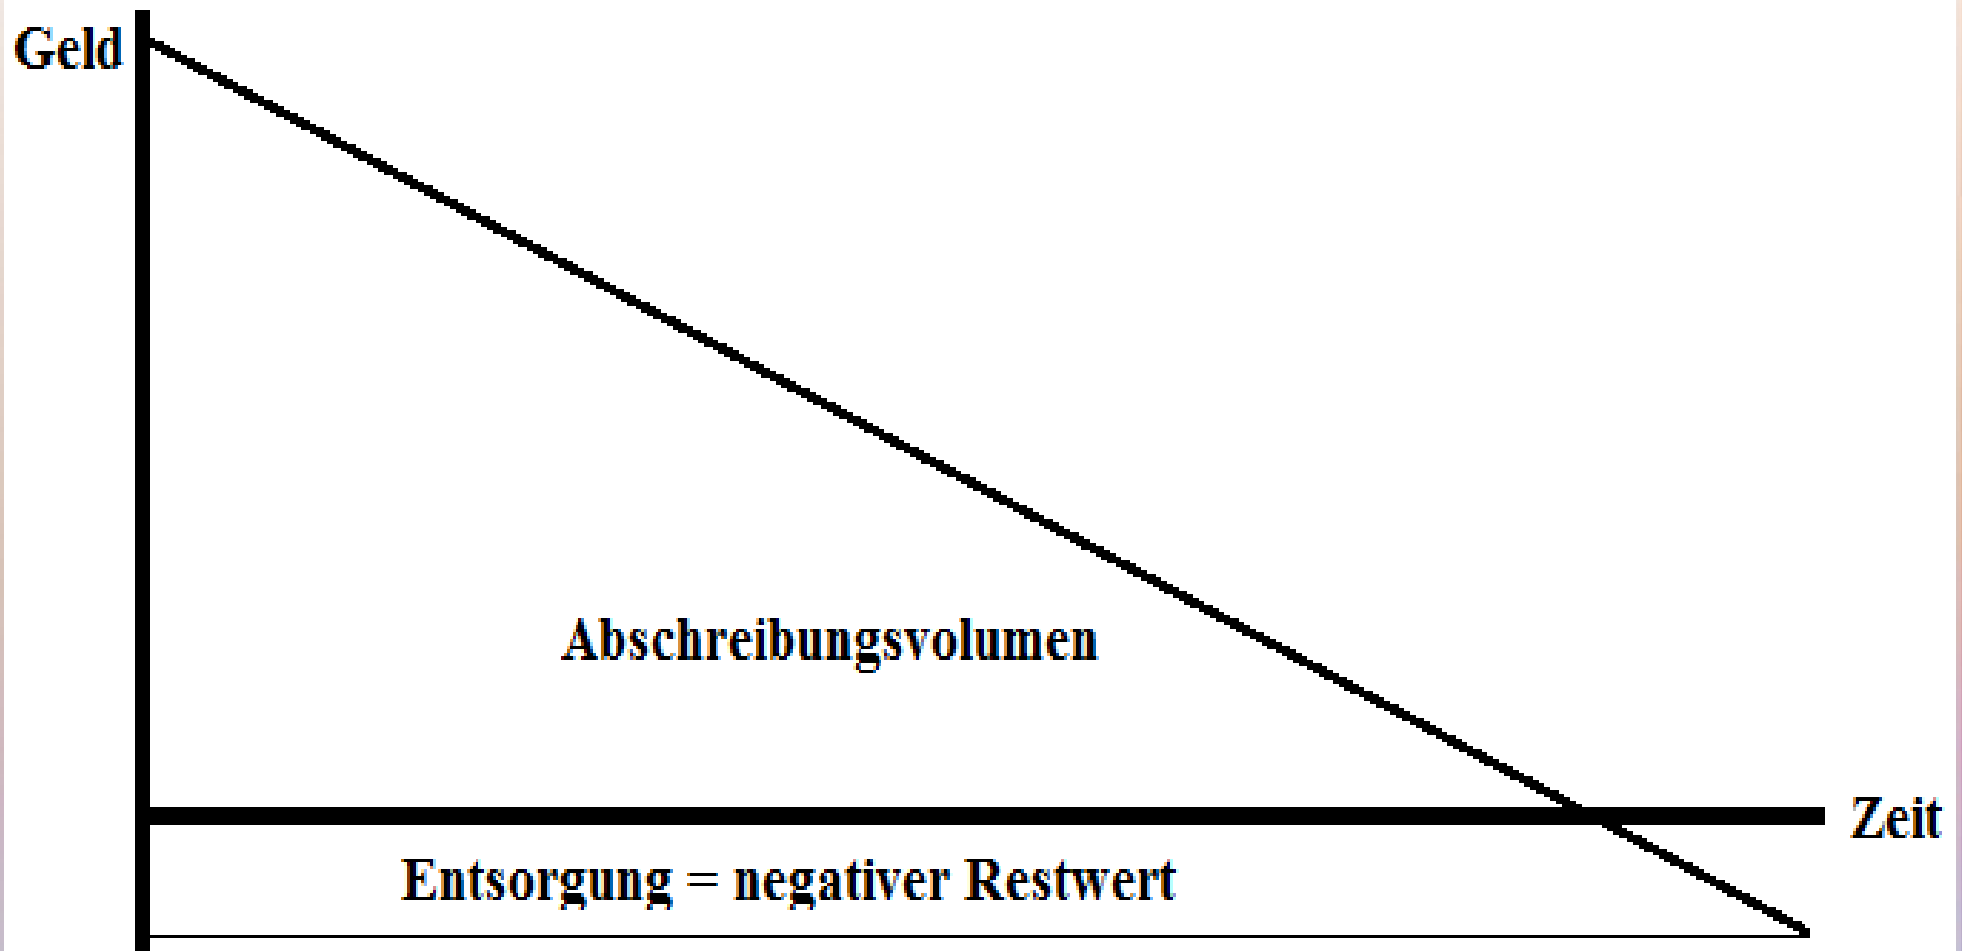 Geld
Abschreibungsvolumen
Zeit
Entsorgung = negativer Restwert